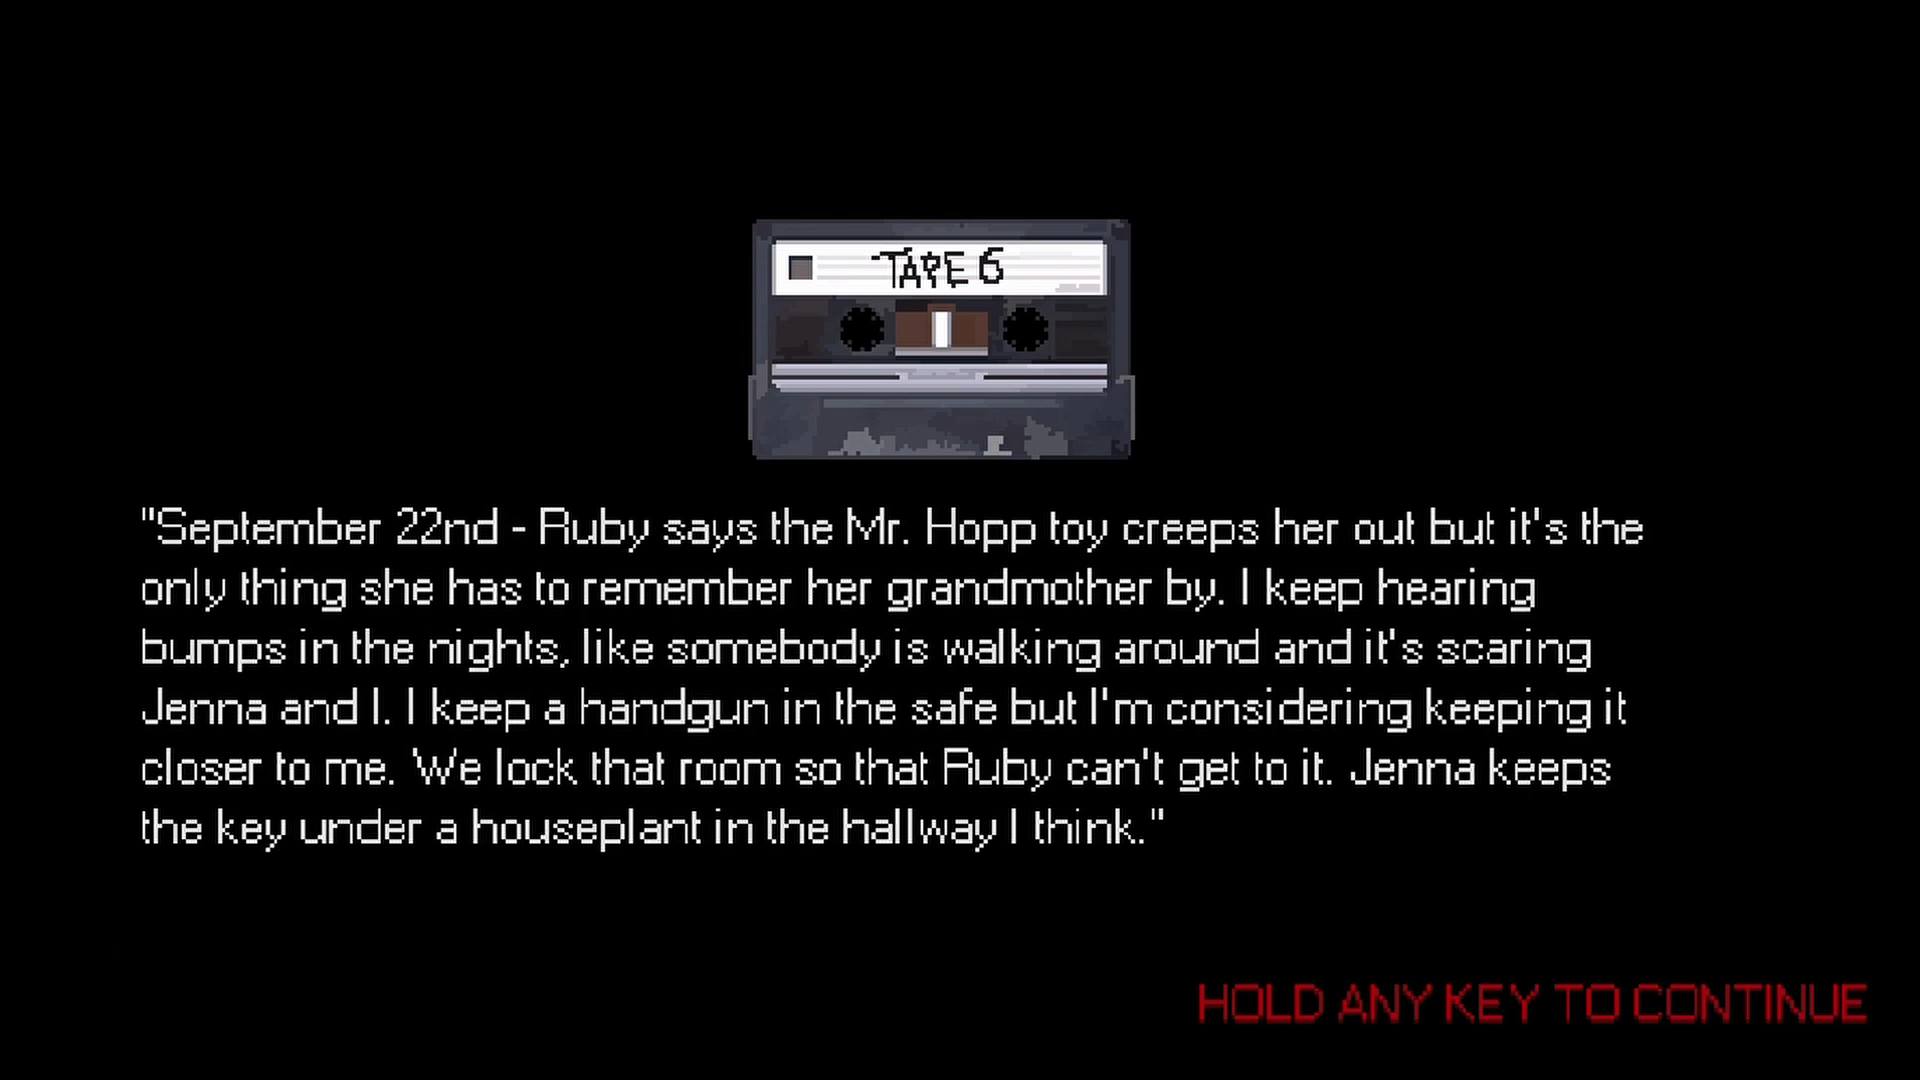 TAPE 6
"September 22nd - Ruby says the Mr. Hopp toy creeps her out but it's the
only thing she has to remember her grandmother by. I keep hearing
bumps in the nights, like somebody is walking around and it's scaring
Jenna and I. I keep a handgun in the safe but I'm considering keeping it
closer to me. We lock that room so that Ruby can't get to it. Jenna keeps
the key under a houseplant in the hallway I think."
HOLD ANY KEY TO CONTINUE